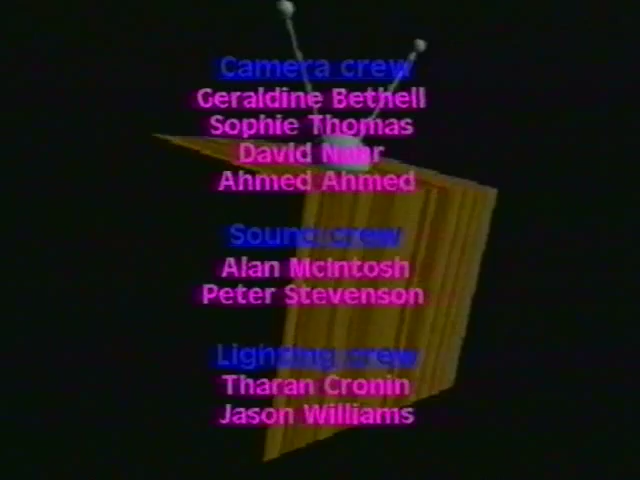 Camera crew
Geraldine Bethell
Sophie Thomas
David
Ahmed Ahmed
Sound crew
Alan McIntosh
Peter Stevenson
Lighting crew
Tharan Cronin
Jason Williams